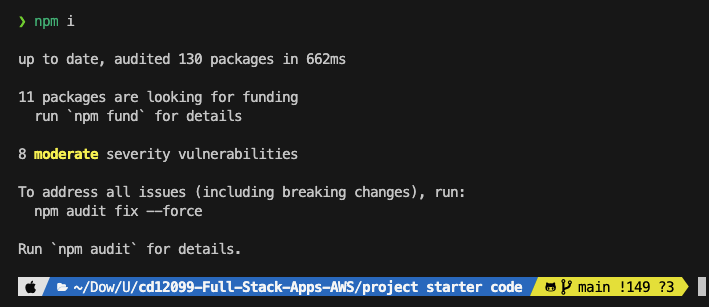 ❯ npm i
up to date, audited 130 packages in 662ms
11 packages are looking for funding
run `npm fund` for details
8 moderate severity vulnerabilities
To address all issues (including breaking changes), run:
npm audit fix --force
Run `npm audit` for details.
~/Dow/U/cd12099-Full-Stack-Apps-AWS/project starter code main !149 ?3